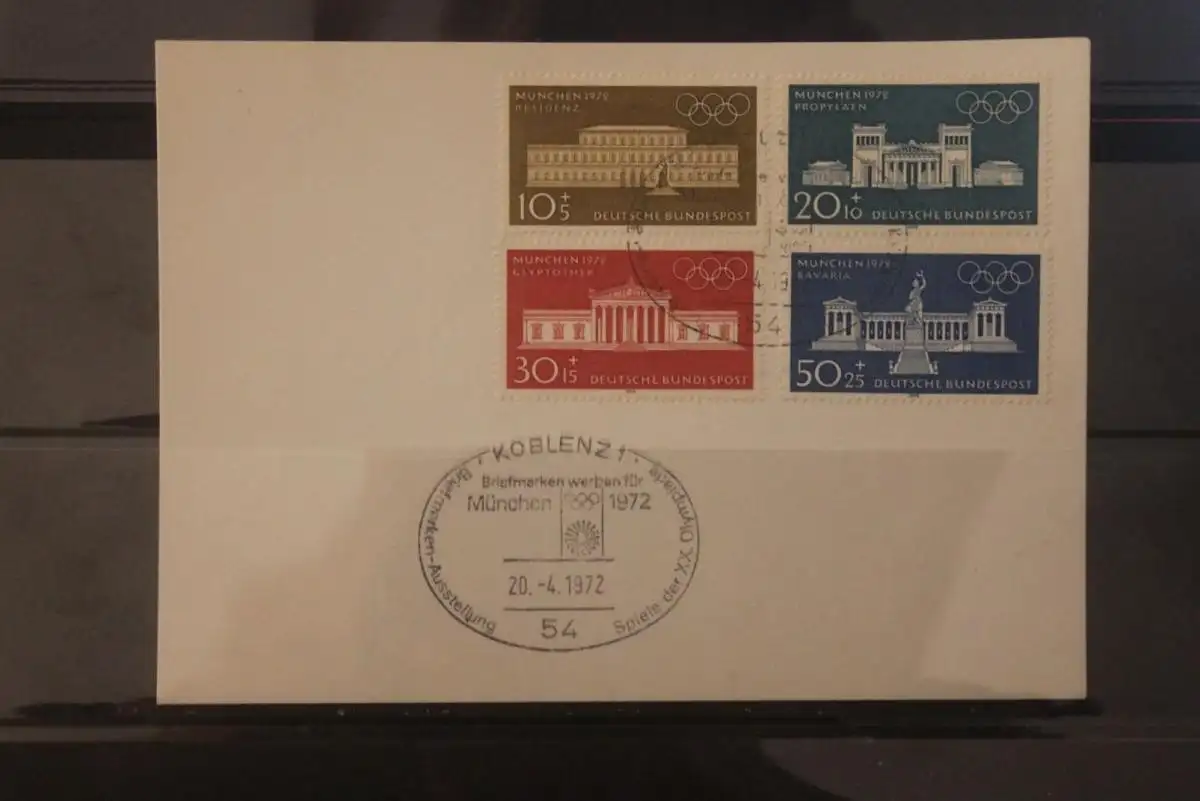 MÜNCHEN 1972
RESIDENZ
10+5 DEUTSCHE BUNDESPOST
MÜNCHEN 1972
PROPYLÄEN
20+10 DEUTSCHE BUNDESPOST
MÜNCHEN 1972
GLYPTOTHEK
30+15 DEUTSCHE BUNDESPOST
MÜNCHEN 1972
BAVARIA
50+25 DEUTSCHE BUNDESPOST
54
· KOBLENZ 1 ·
Briefmarken werben für
München 1972
20.-4.1972
54
Briefmarken-Ausstellung
Spiele der XX Olympiade